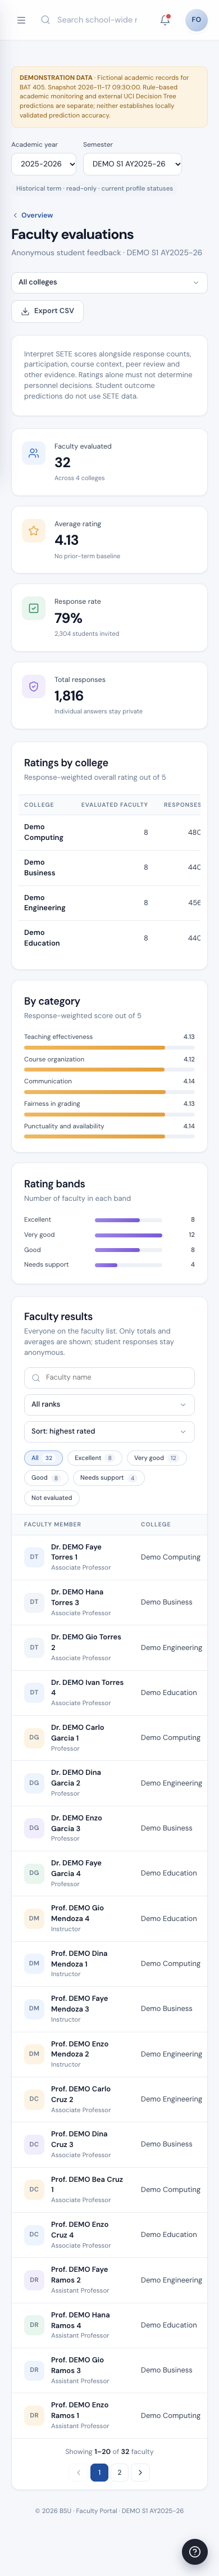 Search school-wide r
FO
DEMONSTRATION DATA · Fictional academic records for
BAT 405. Snapshot 2026-11-17 09:30:00. Rule-based
academic monitoring and external UCI Decision Tree
predictions are separate; neither establishes locally
validated prediction accuracy.
Academic year
Semester
2025-2026
DEMO S1 AY2025-26
Historical term · read-only · current profile statuses
Overview
Faculty evaluations
Anonymous student feedback · DEMO S1 AY2025-26
All colleges
Export CSV
Interpret SETE scores alongside response counts,
participation, course context, peer review and
other evidence. Ratings alone must not determine
personnel decisions. Student outcome
predictions do not use SETE data.
Faculty evaluated
32
Across 4 colleges
Average rating
4.13
No prior-term baseline
Response rate
79%
2,304 students invited
Total responses
1,816
Individual answers stay private
Ratings by college
Response-weighted overall rating out of 5
COLLEGE EVALUATED FACULTY RESPONSES
Demo
Computing
8 480
Demo
Business
8 440
Demo
Engineering
8 456
Demo
Education
8 440
By category
Response-weighted score out of 5
Teaching effectiveness 4.13
Course organization 4.12
Communication 4.14
Fairness in grading 4.13
Punctuality and availability 4.14
Rating bands
Number of faculty in each band
Excellent 8
Very good 12
Good 8
Needs support 4
Faculty results
Everyone on the faculty list. Only totals and
averages are shown; student responses stay
anonymous.
Faculty name
All ranks
Sort: highest rated
All 32 Excellent 8 Very good 12
Good 8 Needs support 4
Not evaluated
FACULTY MEMBER COLLEGE
DT Dr. DEMO Faye
Torres 1
Associate Professor
Demo Computing
DT Dr. DEMO Hana
Torres 3
Associate Professor
Demo Business
DT Dr. DEMO Gio Torres
2
Associate Professor
Demo Engineering
DT Dr. DEMO Ivan Torres
4
Associate Professor
Demo Education
DG Dr. DEMO Carlo
Garcia 1
Professor
Demo Computing
DG Dr. DEMO Dina
Garcia 2
Professor
Demo Engineering
DG Dr. DEMO Enzo
Garcia 3
Professor
Demo Business
DG Dr. DEMO Faye
Garcia 4
Professor
Demo Education
DM Prof. DEMO Gio
Mendoza 4
Instructor
Demo Education
DM Prof. DEMO Dina
Mendoza 1
Instructor
Demo Computing
DM Prof. DEMO Faye
Mendoza 3
Instructor
Demo Business
DM Prof. DEMO Enzo
Mendoza 2
Instructor
Demo Engineering
DC Prof. DEMO Carlo
Cruz 2
Associate Professor
Demo Engineering
DC Prof. DEMO Dina
Cruz 3
Associate Professor
Demo Business
DC Prof. DEMO Bea Cruz
1
Associate Professor
Demo Computing
DC Prof. DEMO Enzo
Cruz 4
Associate Professor
Demo Education
DR Prof. DEMO Faye
Ramos 2
Assistant Professor
Demo Engineering
DR Prof. DEMO Hana
Ramos 4
Assistant Professor
Demo Education
DR Prof. DEMO Gio
Ramos 3
Assistant Professor
Demo Business
DR Prof. DEMO Enzo
Ramos 1
Assistant Professor
Demo Computing
Showing 1–20 of 32 faculty
1 2
© 2026 BSU · Faculty Portal · DEMO S1 AY2025-26